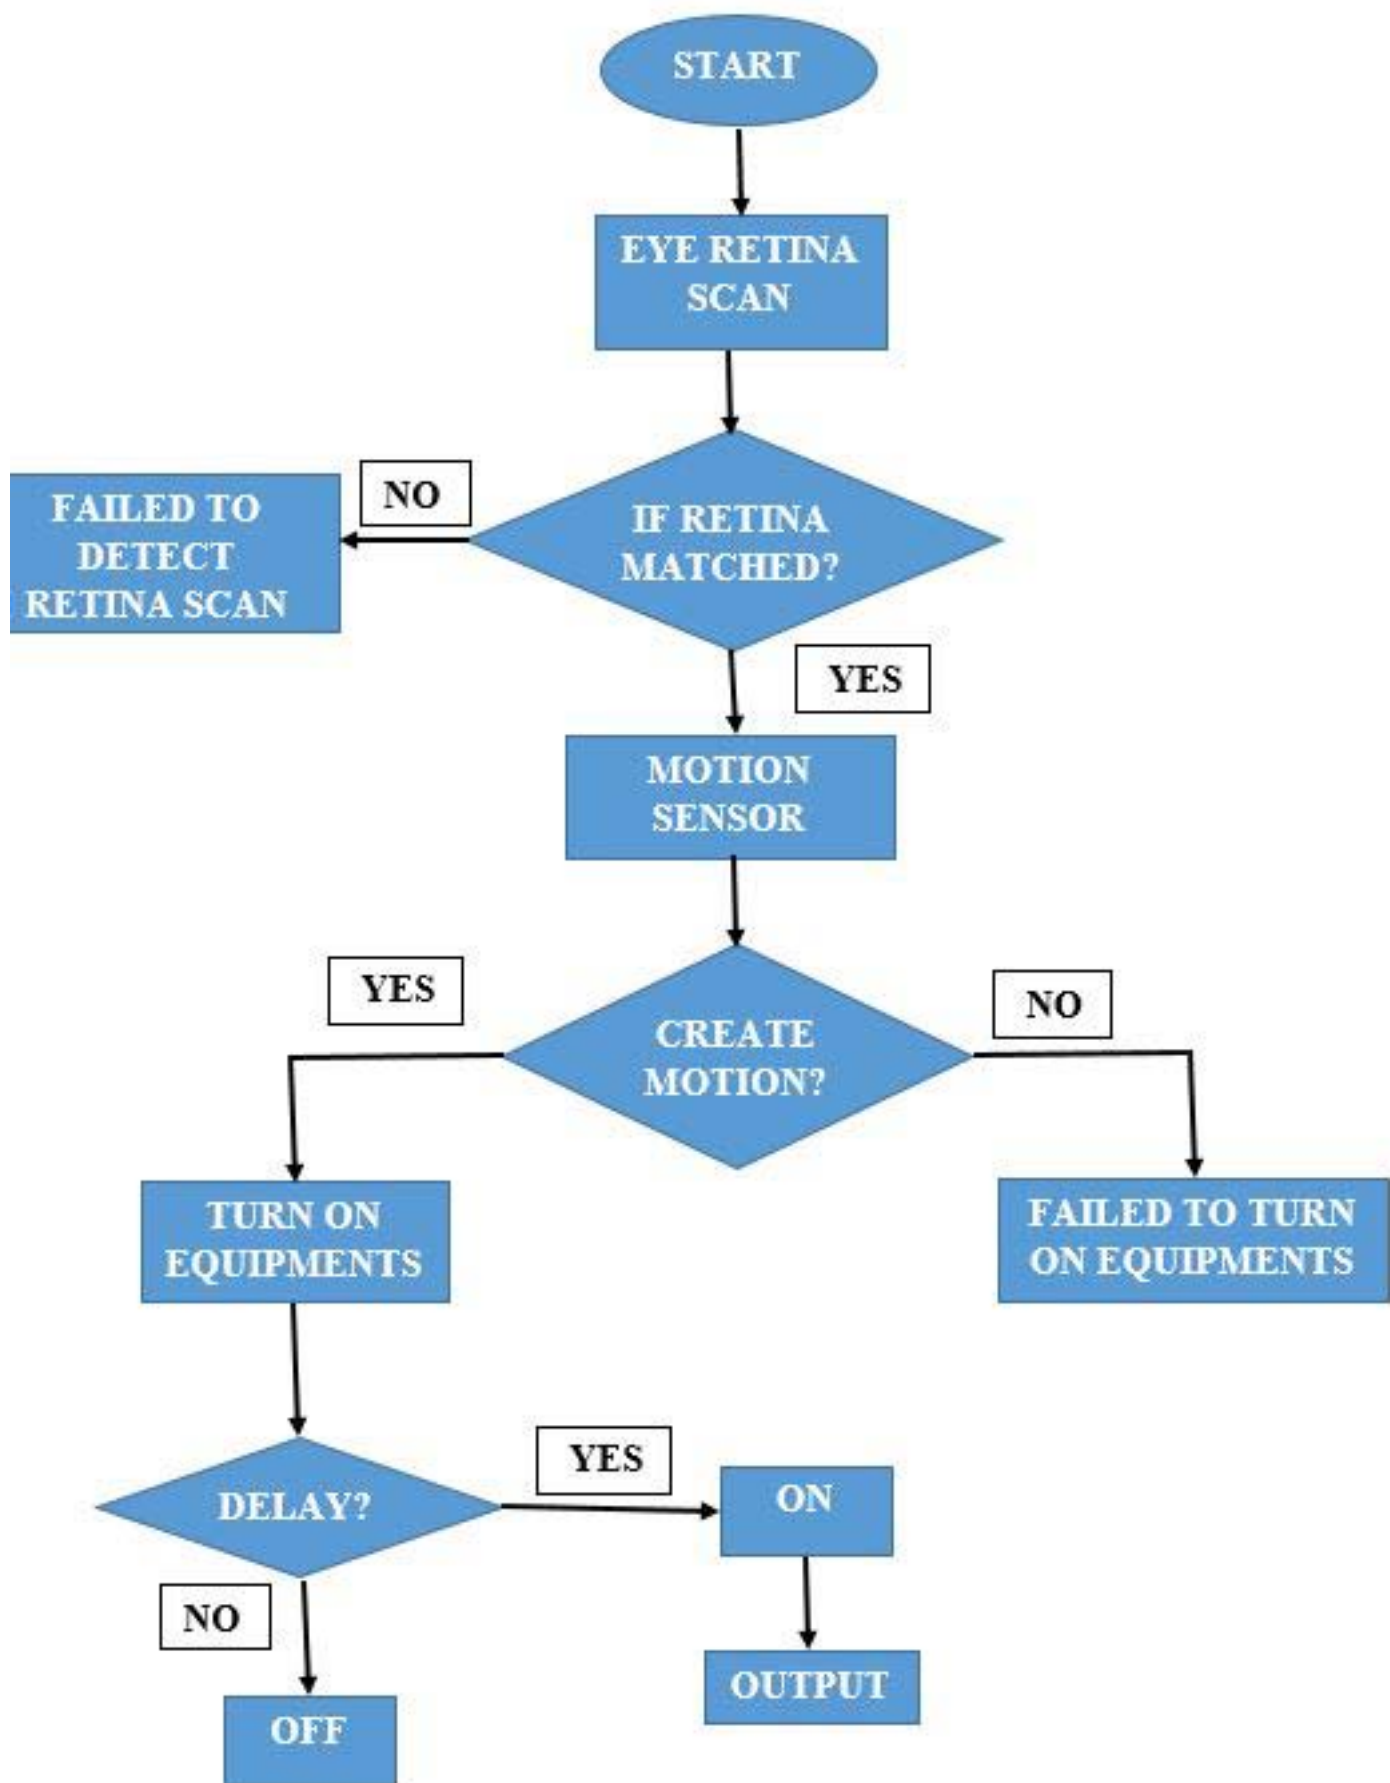 START
EYE RETINA
SCAN
NO
FAILED TO
DETECT
RETINA SCAN
IF RETINA
MATCHED?
YES
MOTION
SENSOR
YES
NO
CREATE
MOTION?
TURN ON
EQUIPMENTS
FAILED TO TURN
ON EQUIPMENTS
DELAY?
YES
ON
NO
OUTPUT
OFF